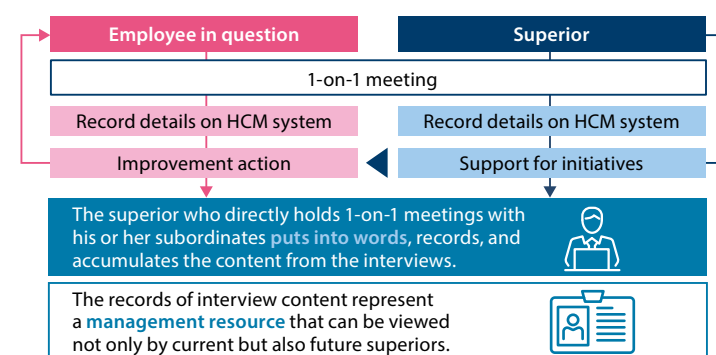 Employee in question
Superior
1-on-1 meeting
Record details on HCM system
Record details on HCM system
Improvement action
Support for initiatives
The superior who directly holds 1-on-1 meetings with
his or her subordinates puts into words, records, and
accumulates the content from the interviews.
The records of interview content represent
a management resource that can be viewed
not only by current but also future superiors.